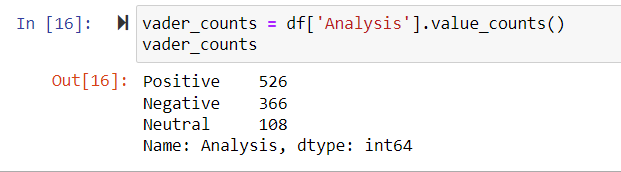 In [16]: vader_counts = df['Analysis'].value_counts()
vader_counts
Out[16]: Positive    526
Negative    366
Neutral     108
Name: Analysis, dtype: int64